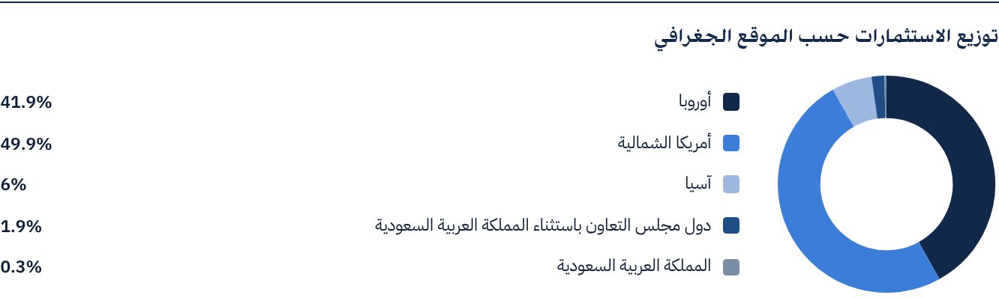 توزيع الاستثمارات حسب الموقع الجغرافي
أوروبا 41.9%
أمريكا الشمالية 49.9%
آسيا 6%
دول مجلس التعاون باستثناء المملكة العربية السعودية 1.9%
المملكة العربية السعودية 0.3%